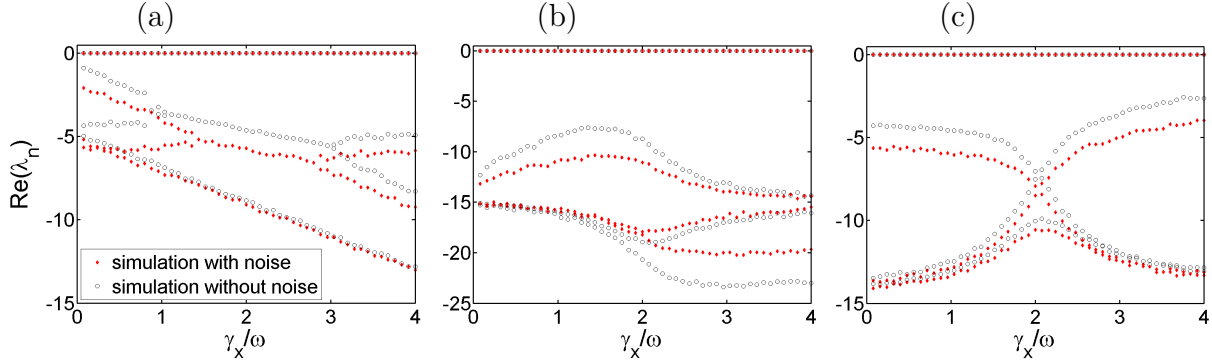 (a) (b) (c)
Re(λn)
0
-5
-10
-15
0 1 2 3 4
γx/ω
simulation with noise
simulation without noise
0
-5
-10
-15
-20
-25
0 1 2 3 4
γx/ω
0
-5
-10
-15
0 1 2 3 4
γx/ω